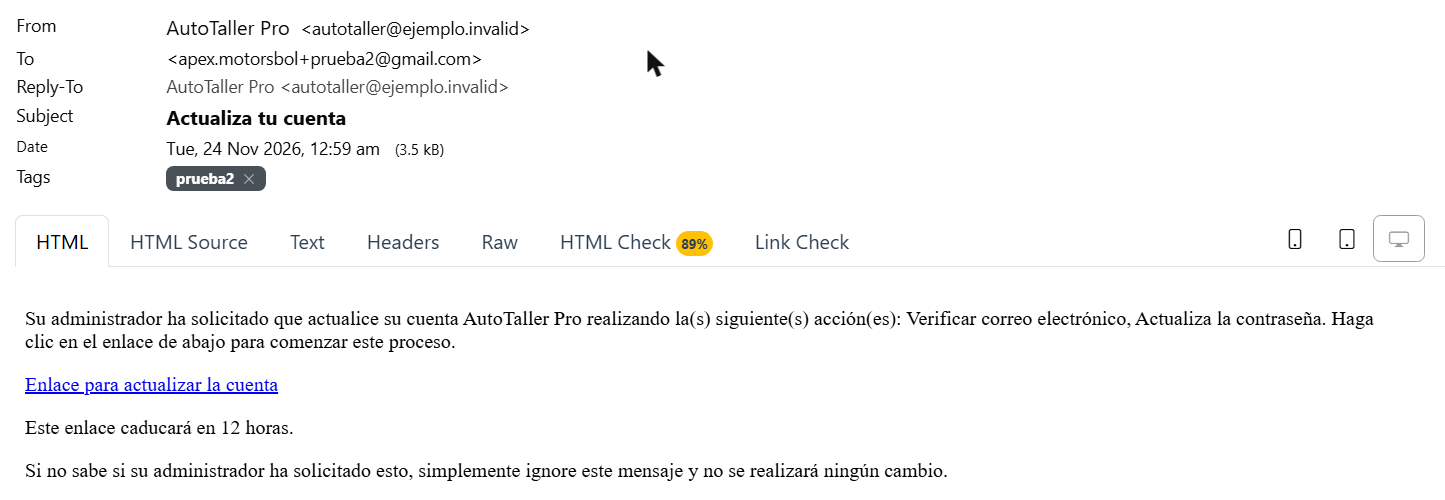 From AutoTaller Pro <autotaller@ejemplo.invalid>
To <apex.motorsbol+prueba2@gmail.com>
Reply-To AutoTaller Pro <autotaller@ejemplo.invalid>
Subject Actualiza tu cuenta
Date Tue, 24 Nov 2026, 12:59 am (3.5 kB)
Tags prueba2 ×
HTML HTML Source Text Headers Raw HTML Check 89% Link Check
Su administrador ha solicitado que actualice su cuenta AutoTaller Pro realizando la(s) siguiente(s) acción(es): Verificar correo electrónico, Actualiza la contraseña. Haga
clic en el enlace de abajo para comenzar este proceso.
Enlace para actualizar la cuenta
Este enlace caducará en 12 horas.
Si no sabe si su administrador ha solicitado esto, simplemente ignore este mensaje y no se realizará ningún cambio.